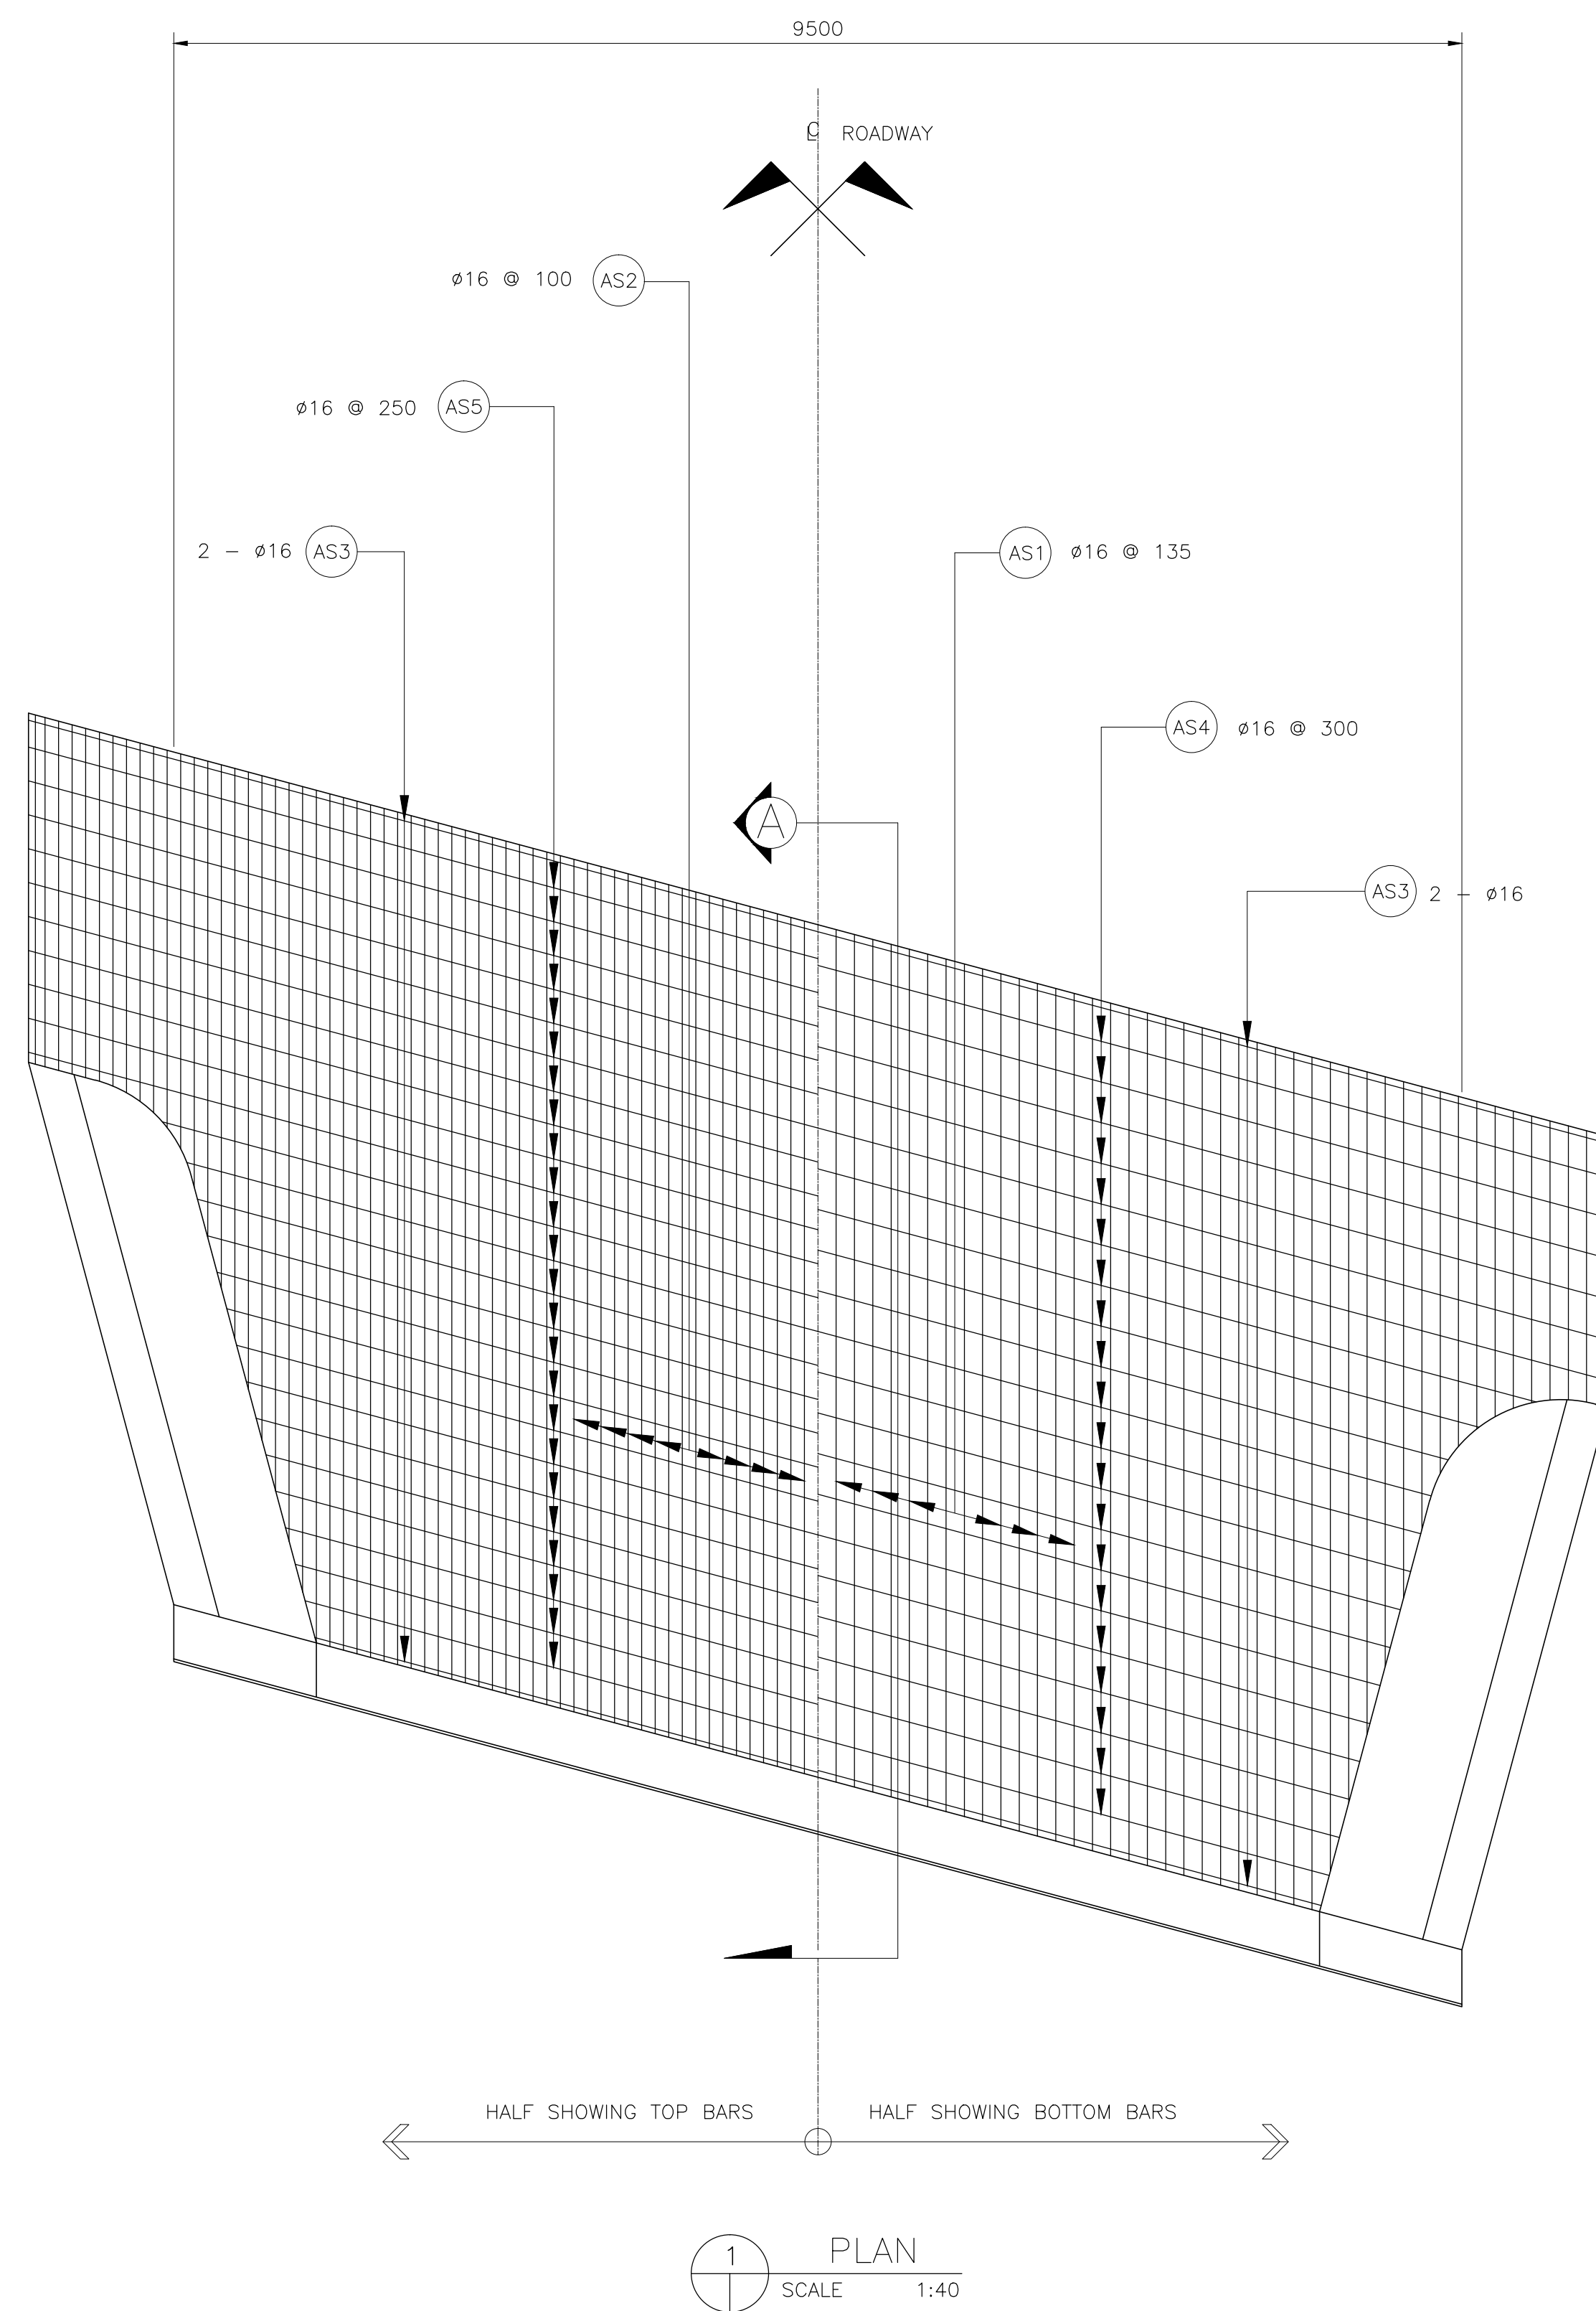 9500
℄ ROADWAY
ø16 @ 100 AS2
ø16 @ 250 AS5
2 - ø16 AS3
AS1 ø16 @ 135
AS4 ø16 @ 300
A
AS3 2 - ø16
HALF SHOWING TOP BARS
HALF SHOWING BOTTOM BARS
1 PLAN
SCALE 1:40